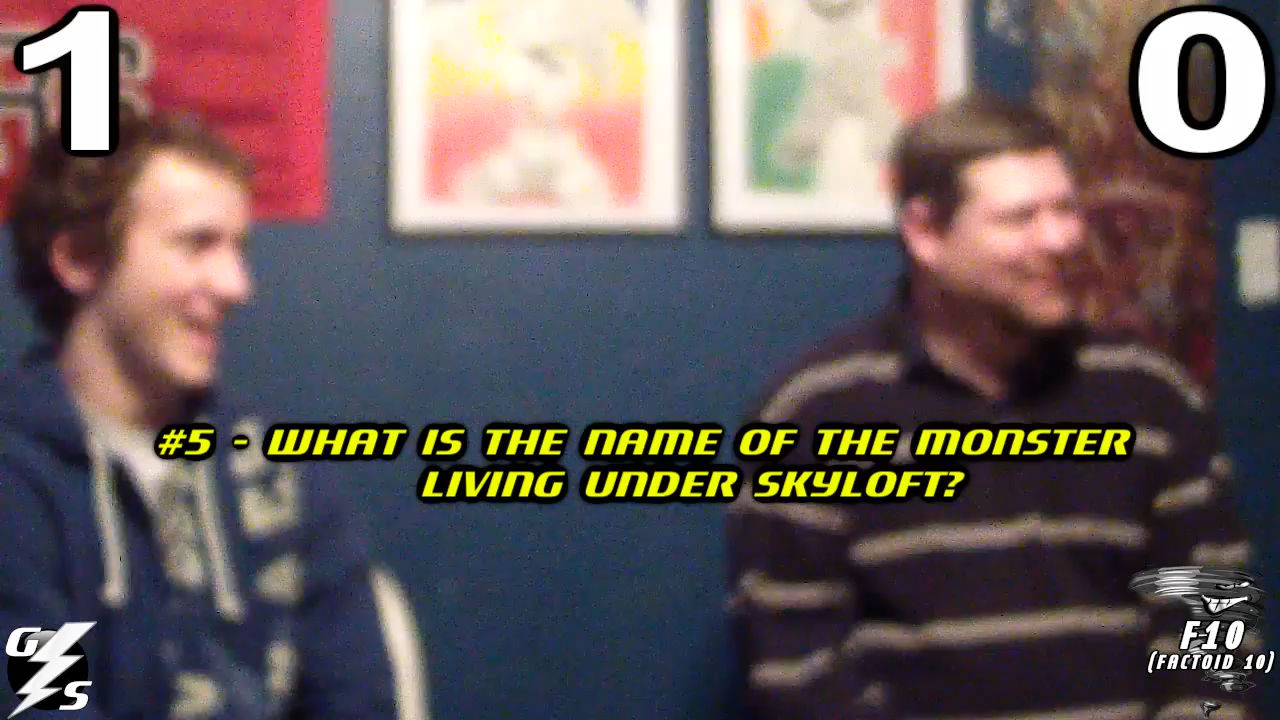 1
0
#5 - WHAT IS THE NAME OF THE MONSTER
LIVING UNDER SKYLOFT?
G
S
F10
(FACTOID 10)